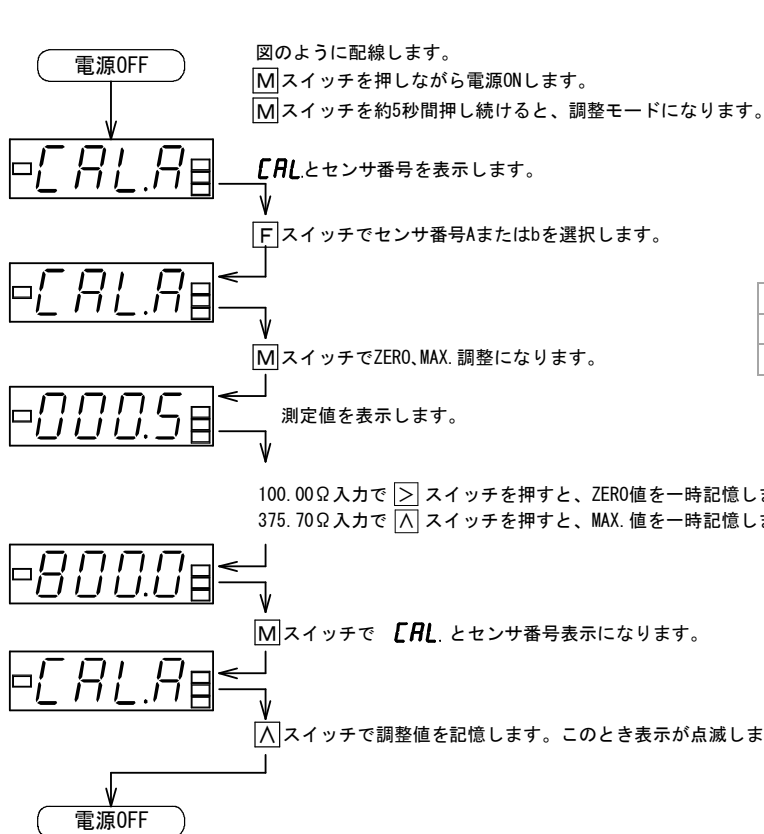 電源OFF
図のように配線します。
Mスイッチを押しながら電源ONします。
Mスイッチを約5秒間押し続けると、調整モードになります。
CAL.A
CAL.とセンサ番号を表示します。
Fスイッチでセンサ番号Aまたはbを選択します。
CAL.A
MスイッチでZERO、MAX.調整になります。
000.5
測定値を表示します。
100.00Ω入力で > スイッチを押すと、ZERO値を一時記憶しま
375.70Ω入力で ∧ スイッチを押すと、MAX.値を一時記憶しま
800.0
Mスイッチで CAL. とセンサ番号表示になります。
CAL.A
∧スイッチで調整値を記憶します。このとき表示が点滅しま
電源OFF